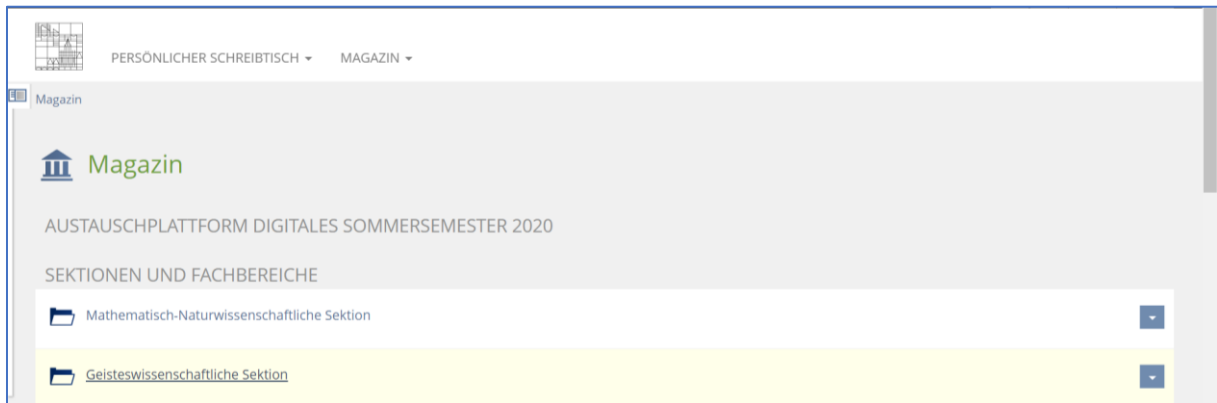 PERSÖNLICHER SCHREIBTISCH MAGAZIN
Magazin
Magazin
AUSTAUSCHPLATTFORM DIGITALES SOMMERSEMESTER 2020
SEKTIONEN UND FACHBEREICHE
Mathematisch-Naturwissenschaftliche Sektion
Geisteswissenschaftliche Sektion